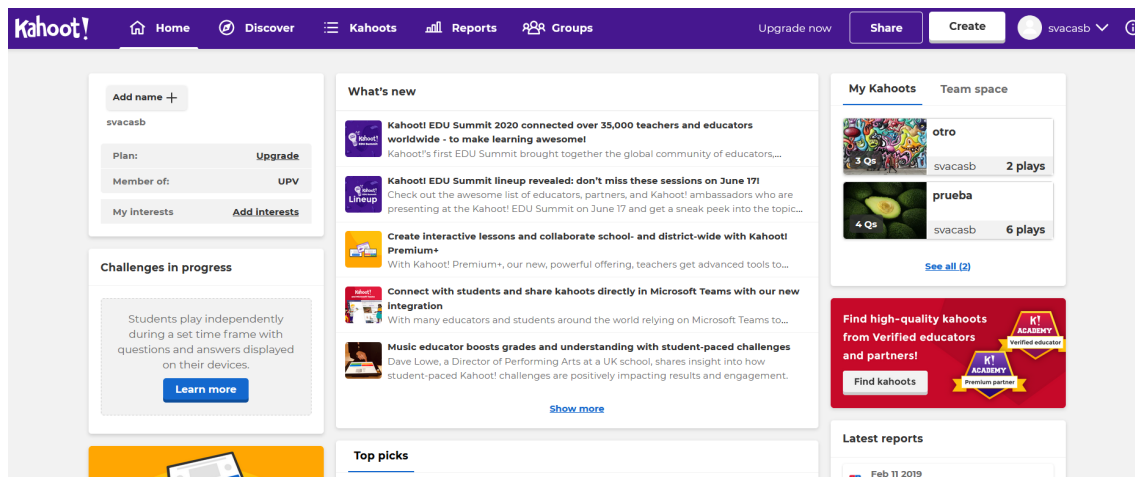 Kahoot!
Home
Discover
Kahoots
Reports
Groups
Upgrade now
Share
Create
svacasb
Add name
svacasb
Plan:
Upgrade
Member of:
UPV
My interests
Add interests
Challenges in progress
Students play independently
during a set time frame with
questions and answers displayed
on their devices.
Learn more
What's new
Kahoot! EDU Summit 2020 connected over 35,000 teachers and educators
worldwide - to make learning awesome!
Kahoot!'s first EDU Summit brought together the global community of educators,...
Kahoot! EDU Summit lineup revealed: don't miss these sessions on June 17!
Check out the awesome list of educators, partners, and Kahoot! ambassadors who are
presenting at the Kahoot! EDU Summit on June 17 and get a sneak peek into the topic...
Lineup
Create interactive lessons and collaborate school- and district-wide with Kahoot!
Premium+
With Kahoot! Premium+, our new, powerful offering, teachers get advanced tools to...
Connect with students and share kahoots directly in Microsoft Teams with our new
integration
With many educators and students around the world relying on Microsoft Teams to...
Music educator boosts grades and understanding with student-paced challenges
Dave Lowe, a Director of Performing Arts at a UK school, shares insight into how
student-paced Kahoot! challenges are positively impacting results and engagement.
Show more
Top picks
My Kahoots
Team space
otro
3 Qs
svacasb
2 plays
prueba
4 Qs
svacasb
6 plays
See all (2)
Find high-quality kahoots
from Verified educators
and partners!
Find kahoots
K!
ACADEMY
Verified educator
K!
ACADEMY
Premium partner
Latest reports
Feb 11 2019